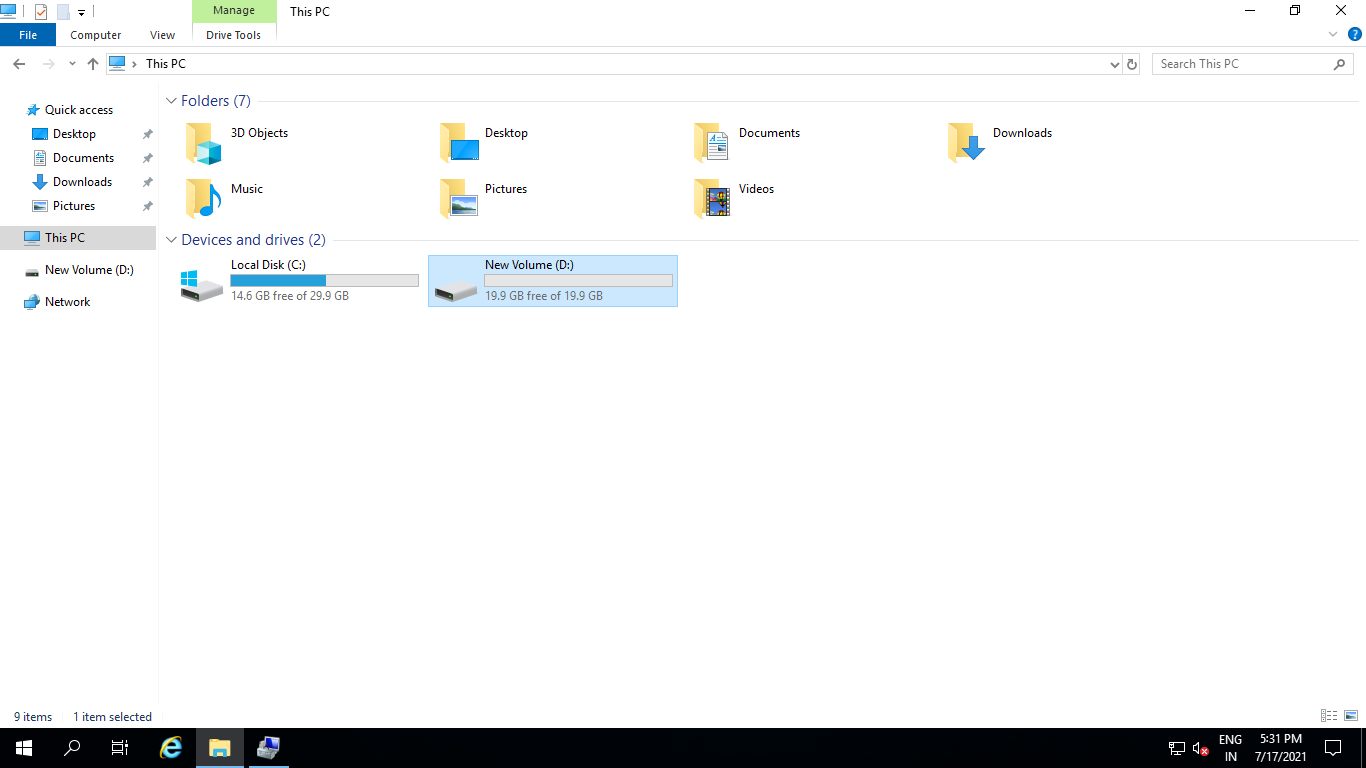 Manage
This PC
File
Computer
View
Drive Tools
This PC
Search This PC
Quick access
Desktop
Documents
Downloads
Pictures
This PC
New Volume (D:)
Network
Folders (7)
3D Objects
Desktop
Documents
Downloads
Music
Pictures
Videos
Devices and drives (2)
Local Disk (C:)
14.6 GB free of 29.9 GB
New Volume (D:)
19.9 GB free of 19.9 GB
9 items
1 item selected
ENG
IN
5:31 PM
7/17/2021